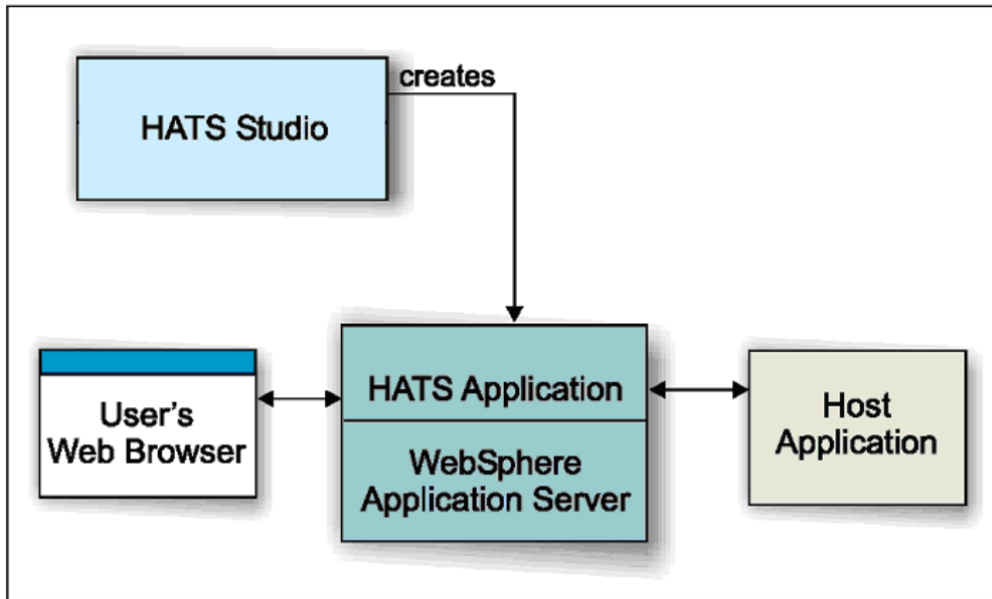 creates
HATS Studio
User's
Web Browser
HATS Application
WebSphere
Application Server
Host
Application